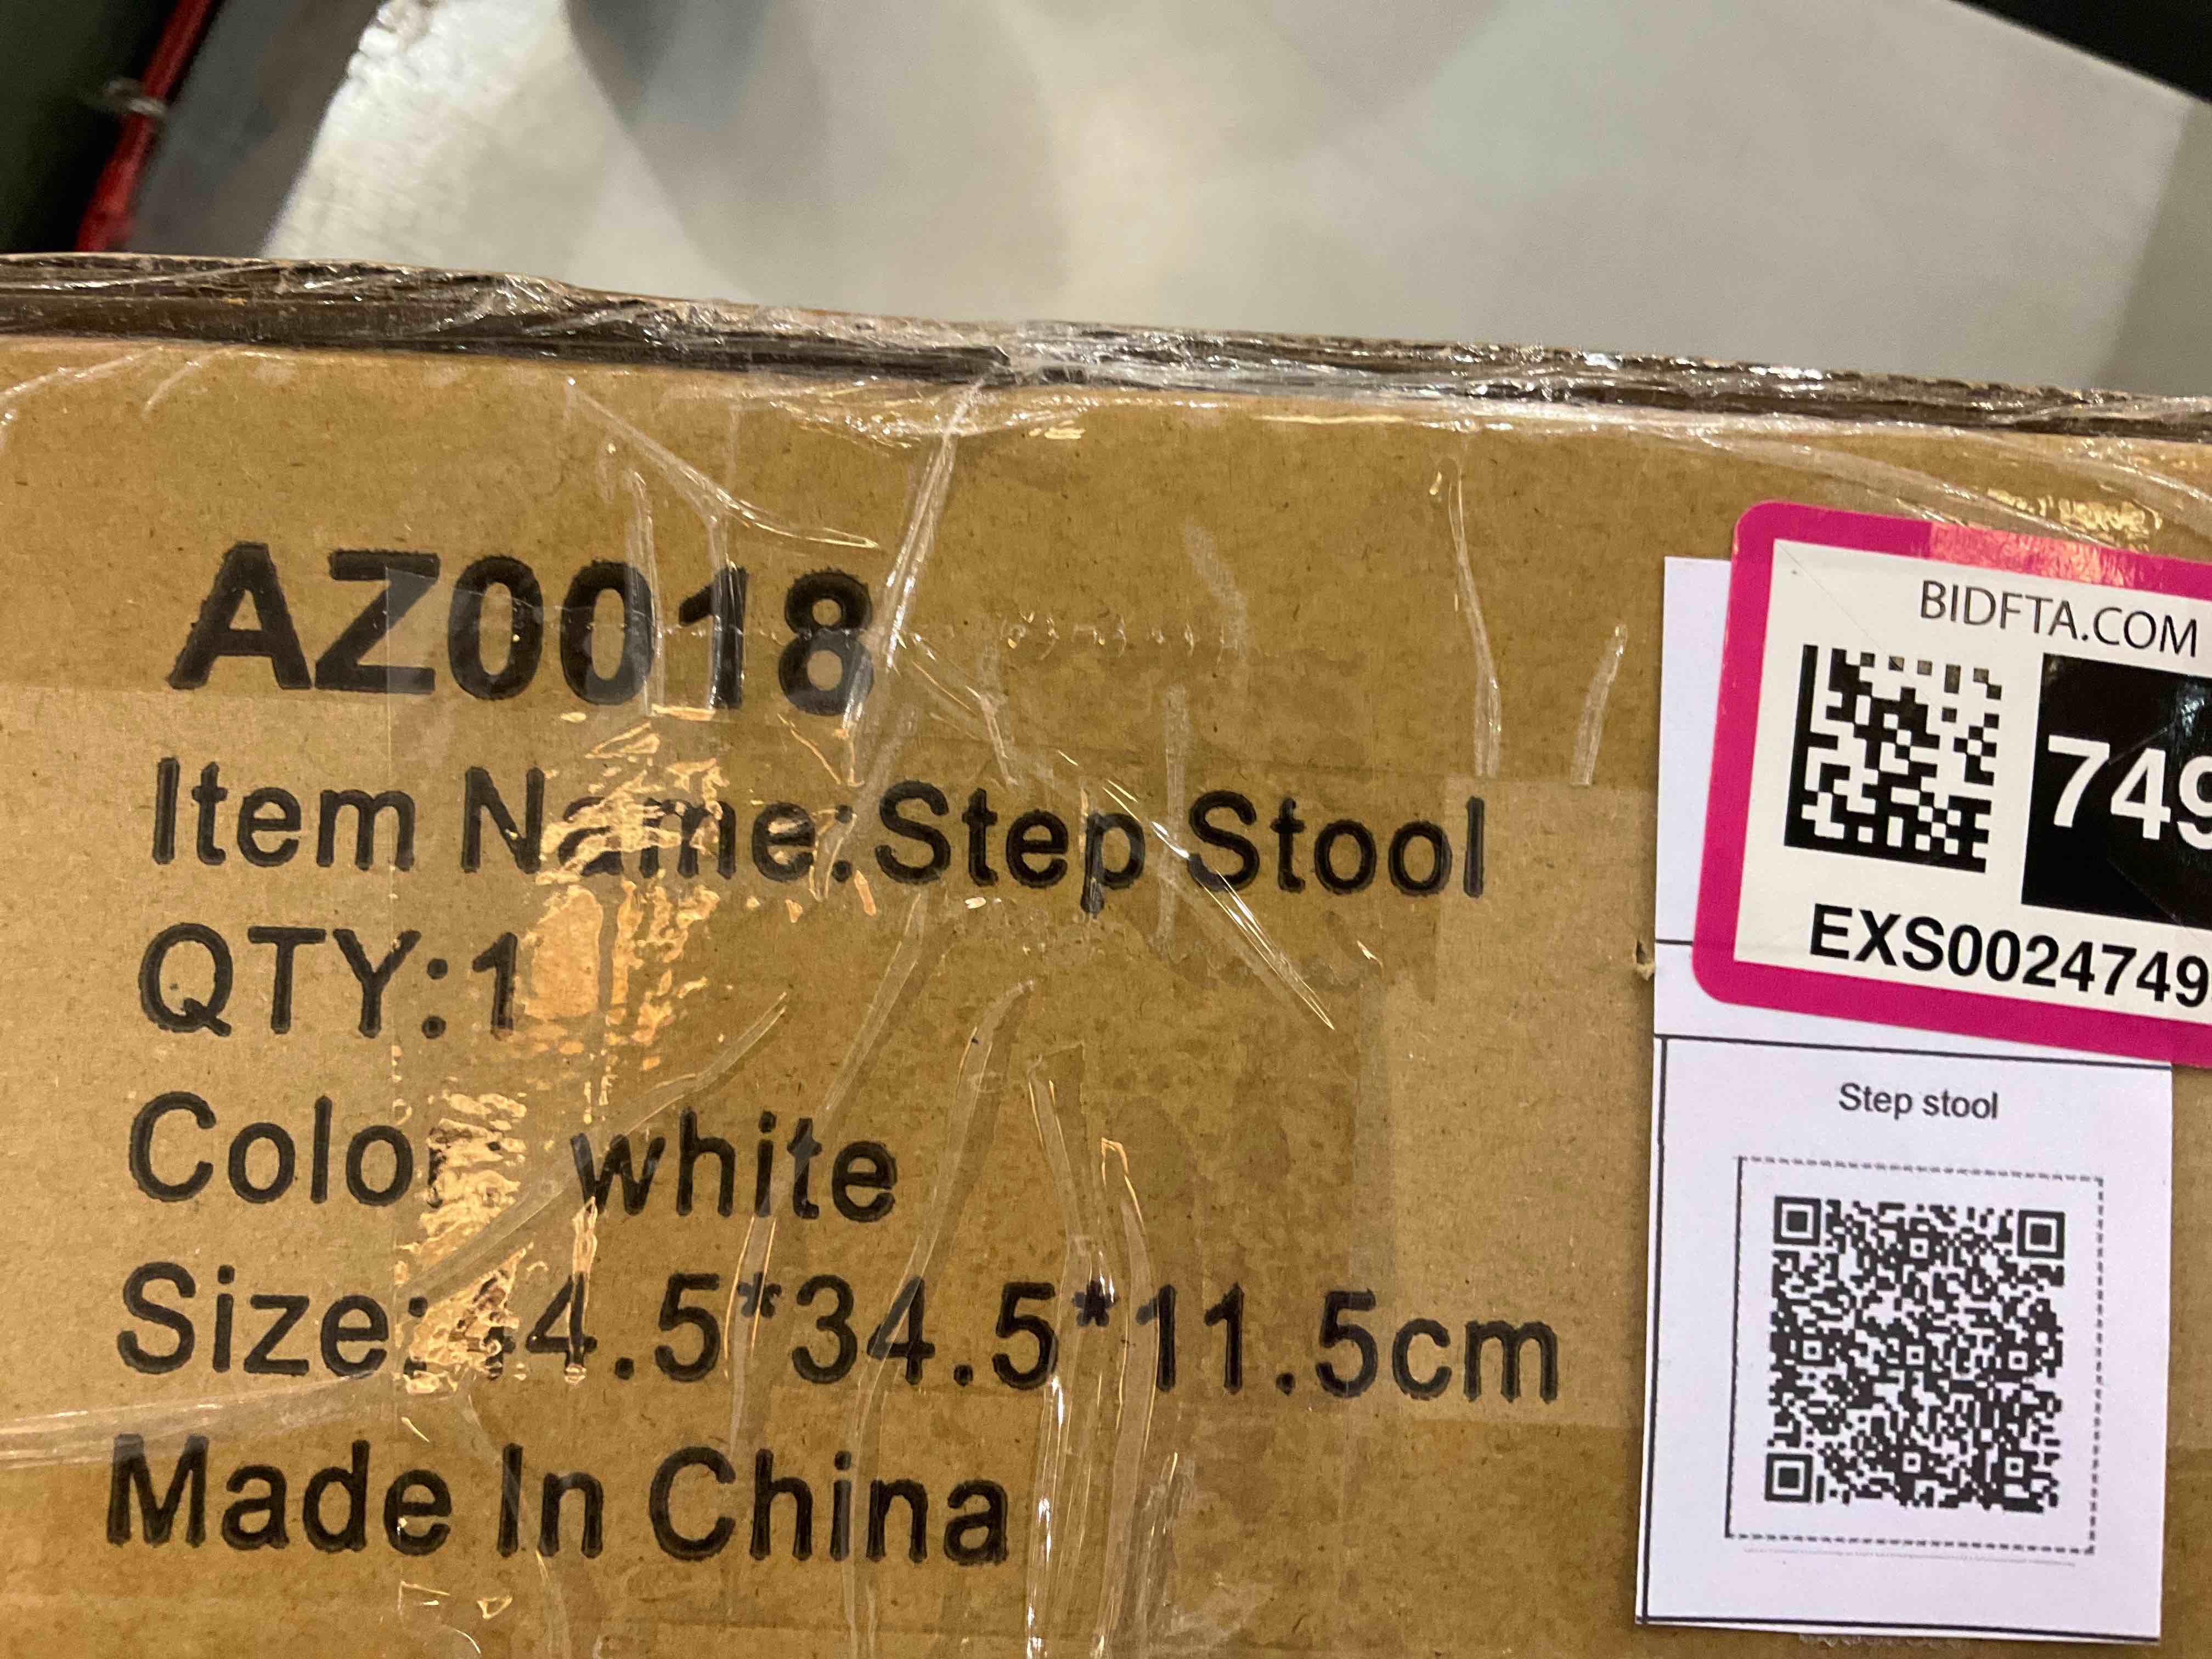 AZ0018
Item Name:Step Stool
QTY:1
Color white
Size:44.5*34.5*11.5cm
Made In China
BIDFTA.COM
749
EXS0024749
Step stool